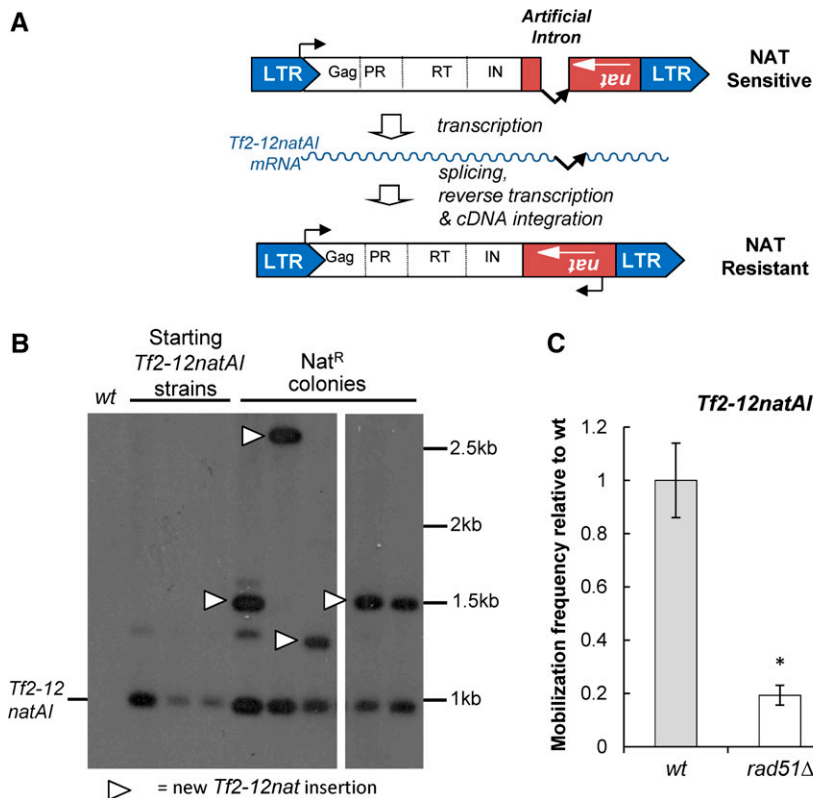 A
Artificial
Intron
LTR
Gag
PR
RT
IN
nat
LTR
NAT
Sensitive
transcription
Tf2-12natAI
mRNA
splicing,
reverse transcription
& cDNA integration
LTR
Gag
PR
RT
IN
nat
LTR
NAT
Resistant
B
Starting
Tf2-12natAI
strains
NatR
colonies
wt
2.5kb
2kb
1.5kb
1kb
Tf2-12
natAI
= new Tf2-12nat insertion
C
Tf2-12natAI
Mobilization frequency relative to wt
1.2
1
0.8
0.6
0.4
0.2
0
*
wt
rad51Δ